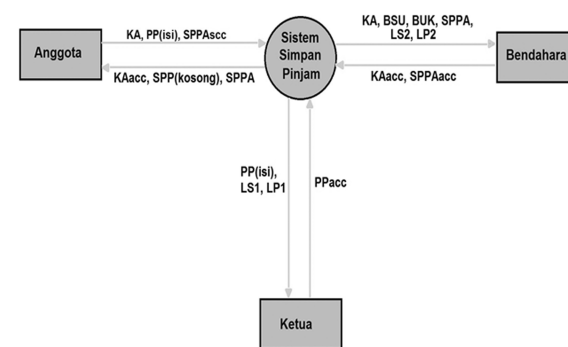 Anggota
KA, PP(isi), SPPAscc
KAacc, SPP(kosong), SPPA
Sistem
Simpan
Pinjam
KA, BSU, BUK, SPPA,
LS2, LP2
KAacc, SPPAacc
Bendahara
PP(isi),
LS1, LP1
PPacc
Ketua